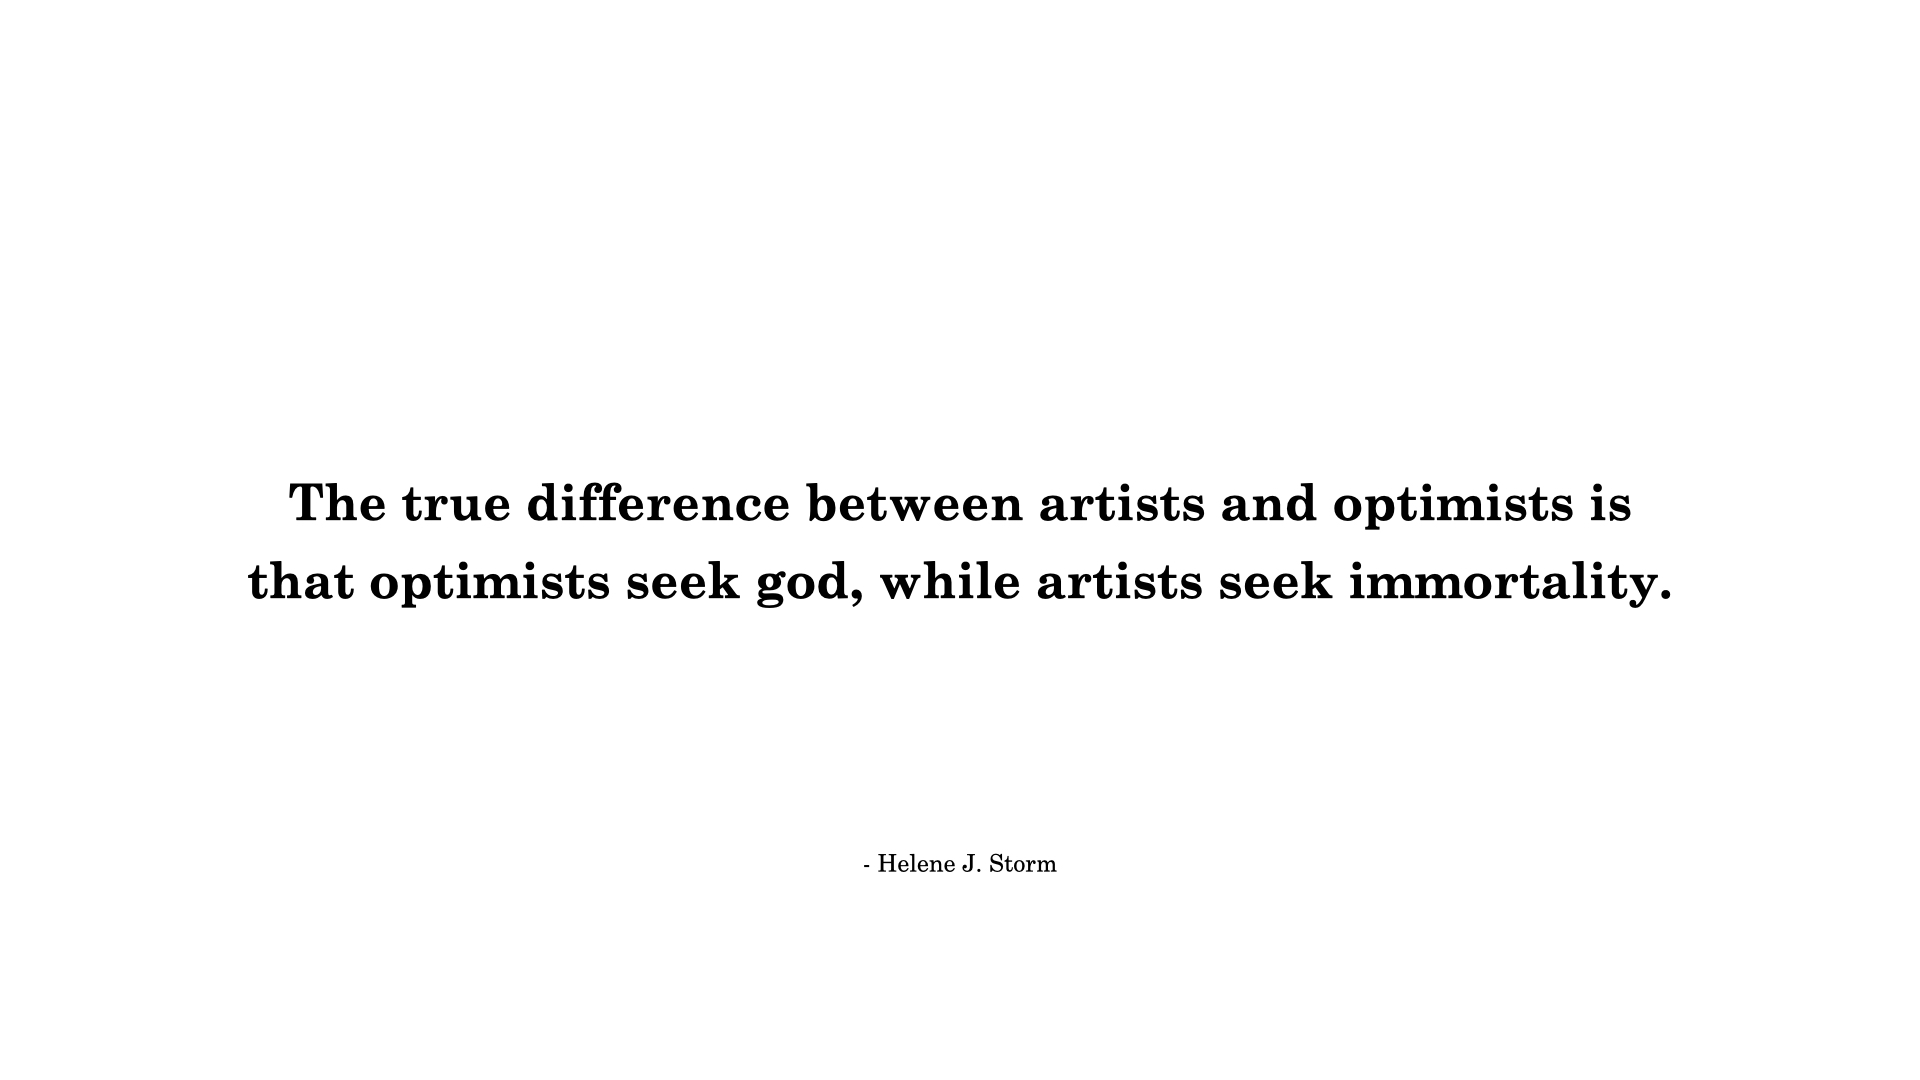 The true difference between artists and optimists is
that optimists seek god, while artists seek immortality.
- Helene J. Storm